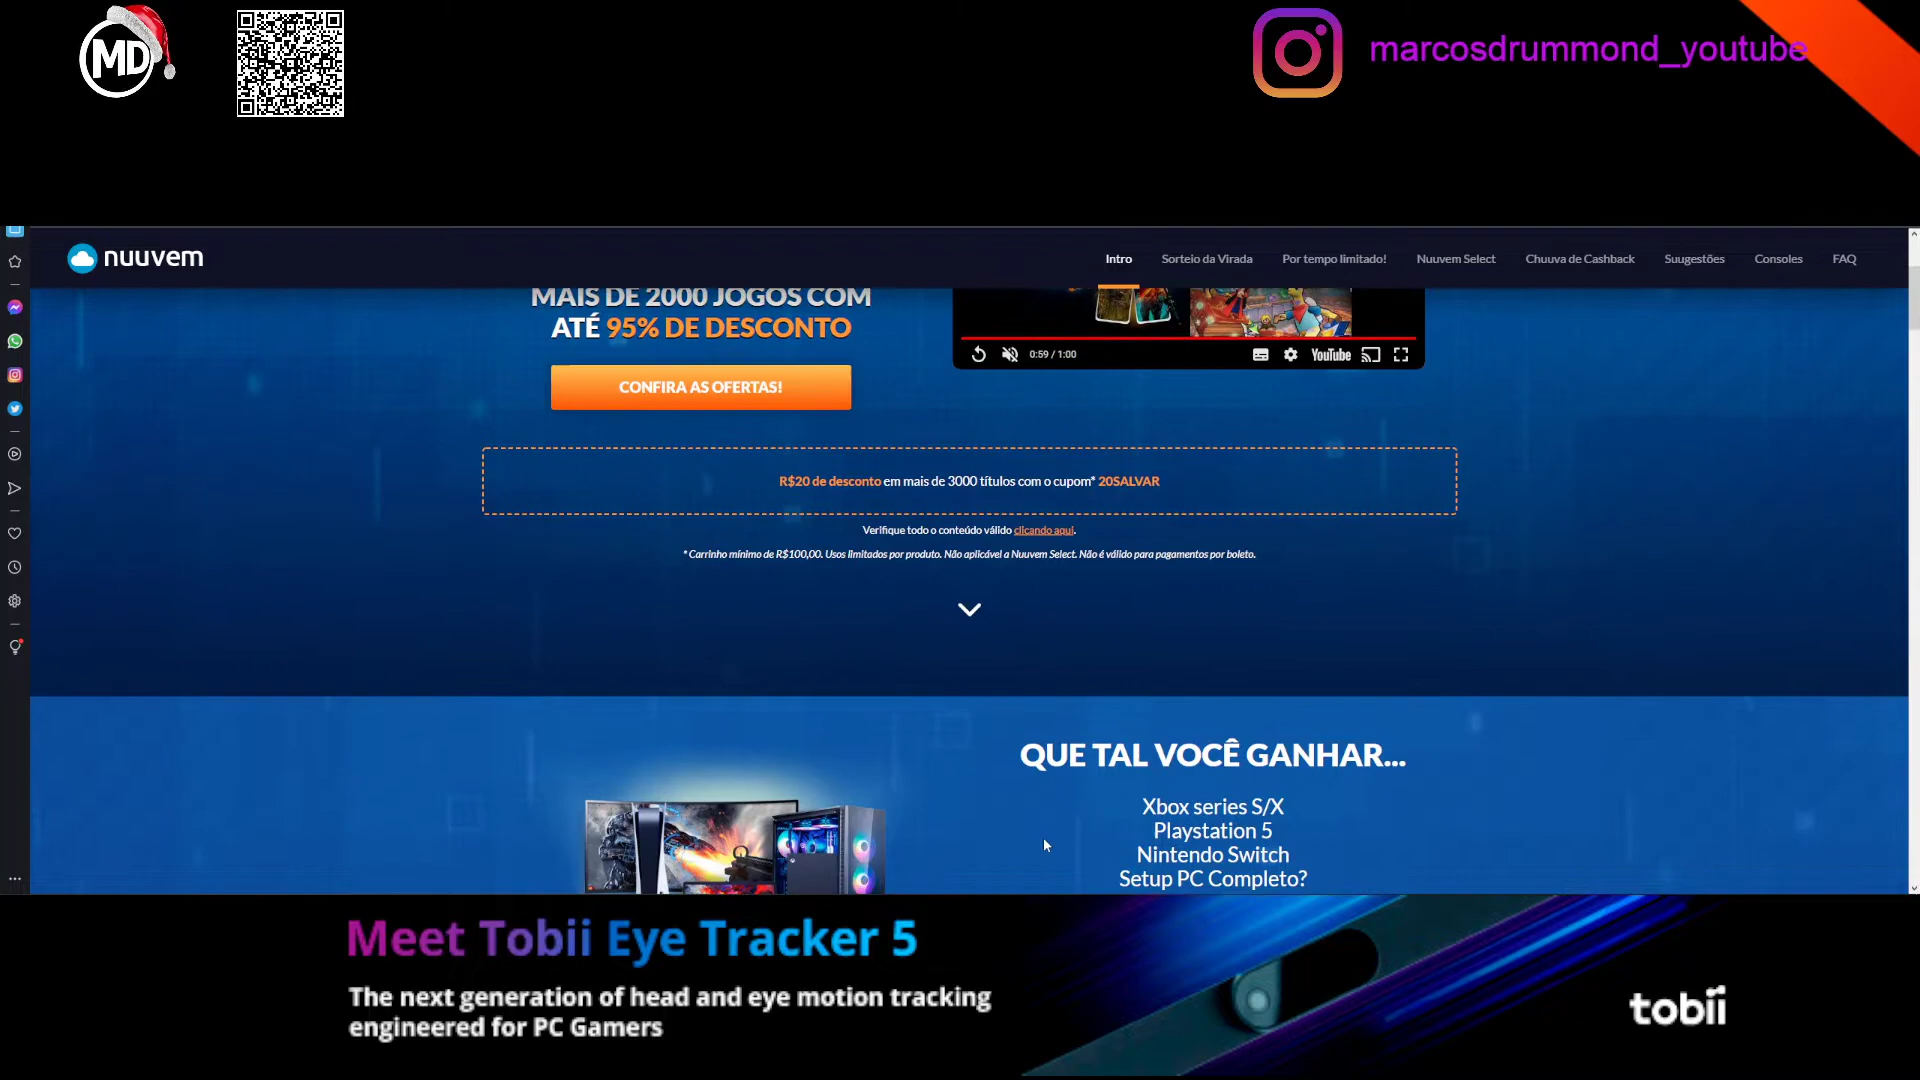 MD
marcosdrummond_youtube
nuuvem
Intro
Sorteio da Virada
Por tempo limitado!
Nuuvem Select
Chuuva de Cashback
Suugestões
Consoles
FAQ
MAIS DE 2000 JOGOS COM
ATÉ 95% DE DESCONTO
0:59 / 1:00
YouTube
CONFIRA AS OFERTAS!
R$20 de desconto em mais de 3000 títulos com o cupom* 20SALVAR
Verifique todo o conteúdo válido clicando aqui.
* Carrinho mínimo de R$100,00. Usos limitados por produto. Não aplicável a Nuuvem Select. Não é válido para pagamentos por boleto.
QUE TAL VOCÊ GANHAR...
Xbox series S/X
Playstation 5
Nintendo Switch
Setup PC Completo?
Meet Tobii Eye Tracker 5
The next generation of head and eye motion tracking
engineered for PC Gamers
tobii